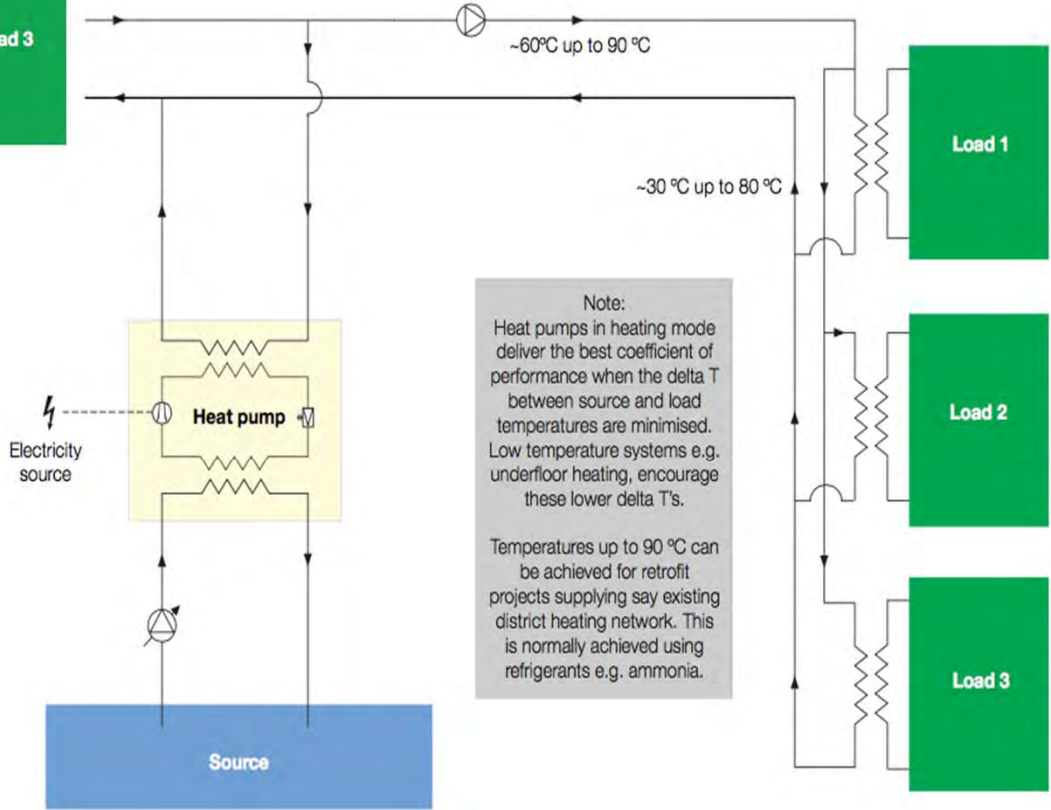 ad 3
~60ºC up to 90 ºC
Load 1
~30 ºC up to 80 ºC
Note:
Heat pumps in heating mode
deliver the best coefficient of
performance when the delta T
between source and load
temperatures are minimised.
Low temperature systems e.g.
underfloor heating, encourage
these lower delta T's.
Temperatures up to 90 ºC can
be achieved for retrofit
projects supplying say existing
district heating network. This
is normally achieved using
refrigerants e.g. ammonia.
Heat pump
Electricity
source
Load 2
Load 3
Source